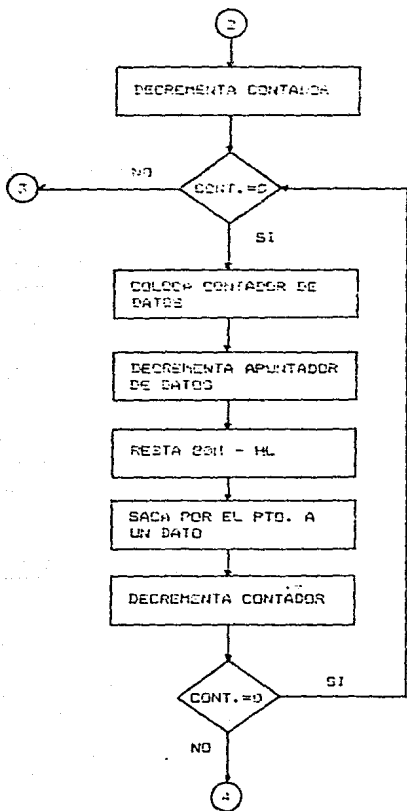 2
DECREMENTA CONTADOR
NO
3
CONT.=0
SI
COLOCA CONTADOR DE
DATOS
DECREMENTA APUNTADOR
DE DATOS
RESTA - HL
SACA POR EL PTO. A
UN DATO
DECREMENTA CONTADOR
CONT.=0
SI
NO
4